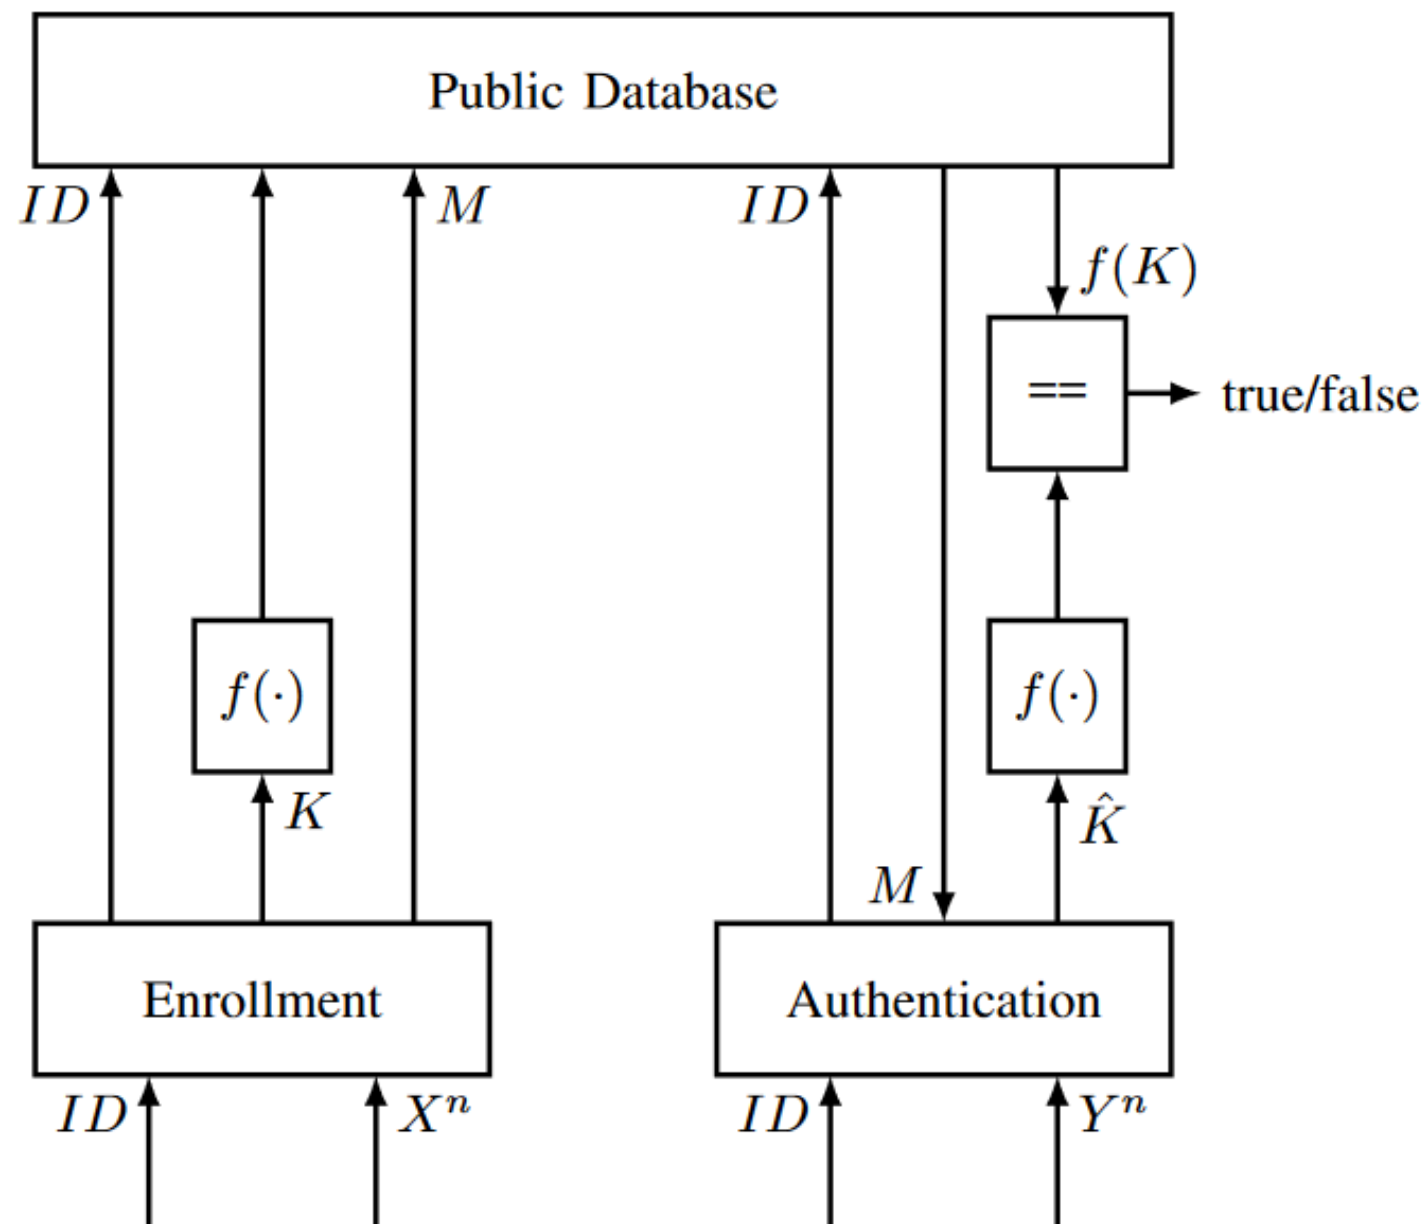 Public Database
ID
M
ID
f(K)
==
true/false
f(·)
f(·)
K
K̂
M
Enrollment
Authentication
ID
Xⁿ
ID
Yⁿ